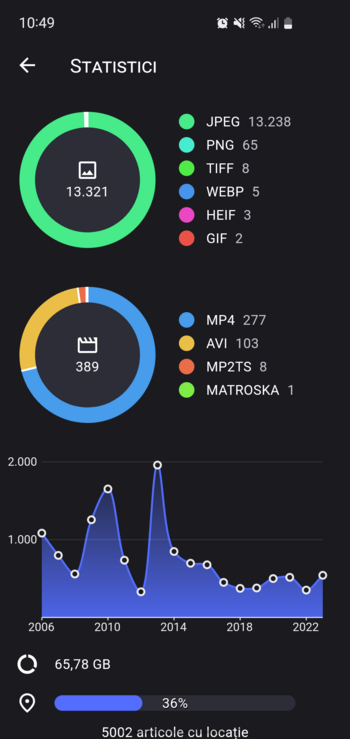 10:49
STATISTICI
13.321
JPEG 13.238
PNG 65
TIFF 8
WEBP 5
HEIF 3
GIF 2
389
MP4 277
AVI 103
MP2TS 8
MATROSKA 1
2.000
1.000
2006 2010 2014 2018 2022
65,78 GB
36%
5002 articole cu locație